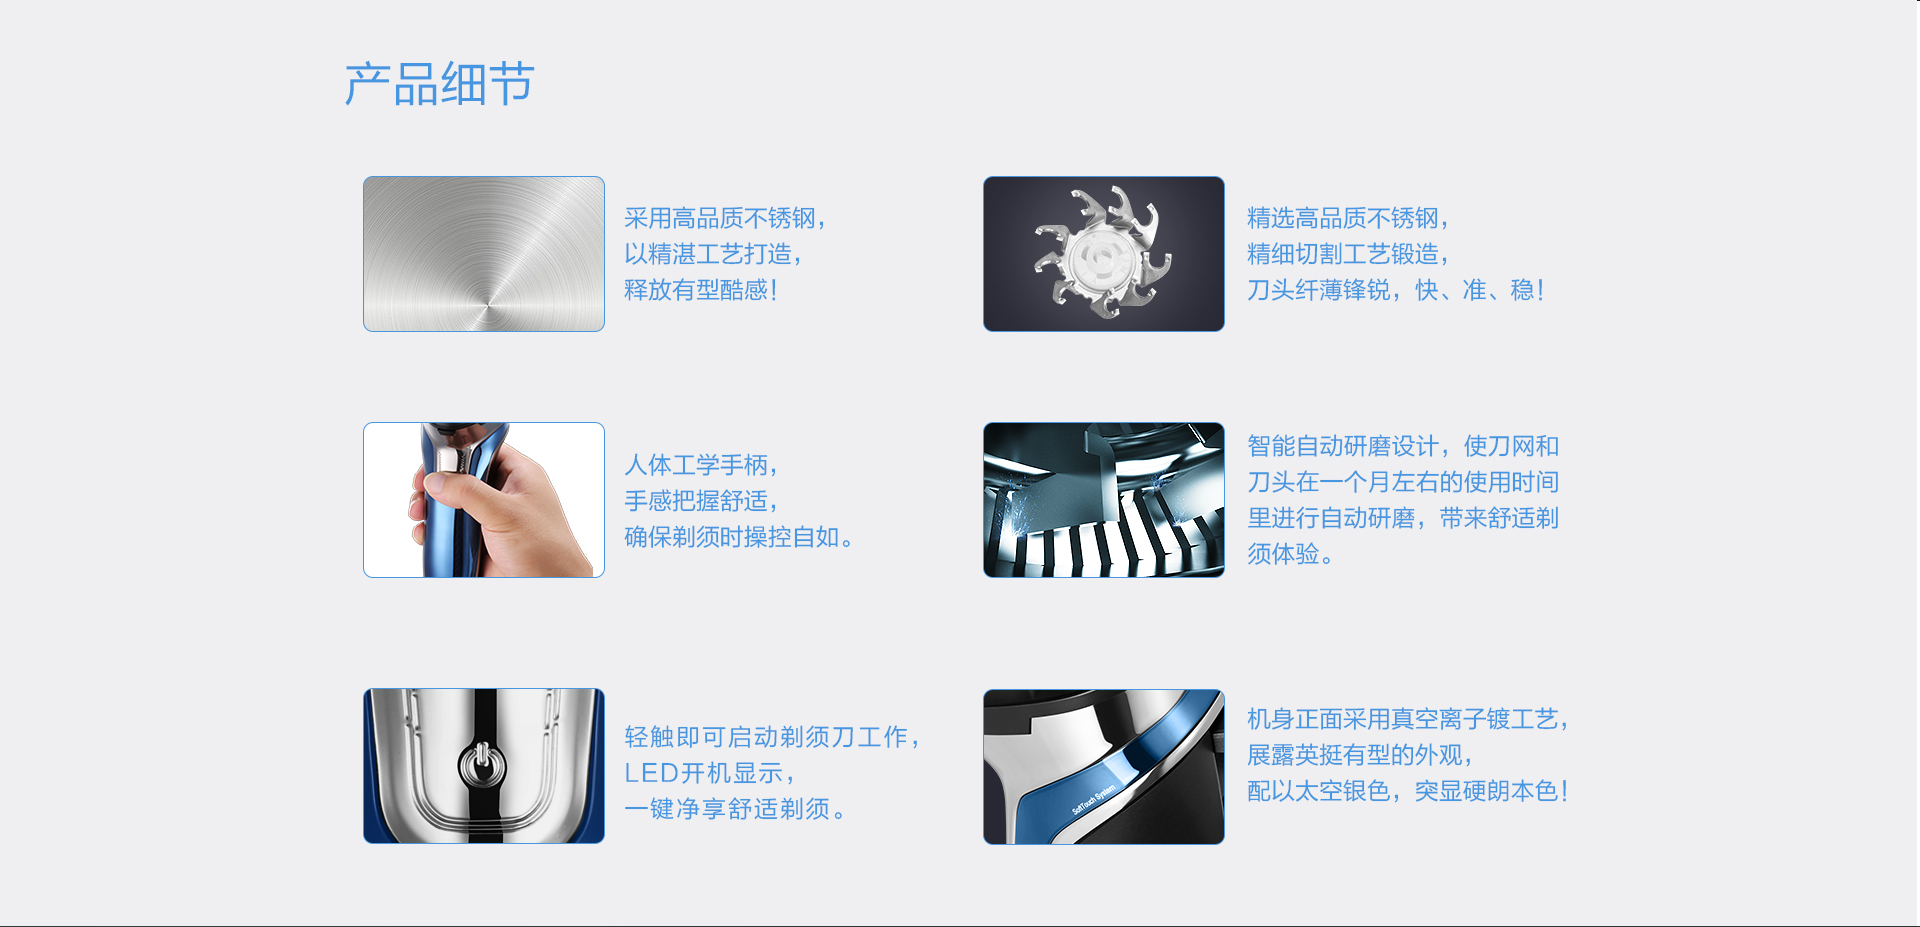 产品细节
采用高品质不锈钢，
以精湛工艺打造，
释放有型酷感！
精选高品质不锈钢，
精细切割工艺锻造，
刀头纤薄锋锐，快、准、稳！
人体工学手柄，
手感把握舒适，
确保剃须时操控自如。
智能自动研磨设计，使刀网和
刀头在一个月左右的使用时间
里进行自动研磨，带来舒适剃
须体验。
轻触即可启动剃须刀工作，
LED开机显示，
一键净享舒适剃须。
SoftTouch System
机身正面采用真空离子镀工艺，
展露英挺有型的外观，
配以太空银色，突显硬朗本色！